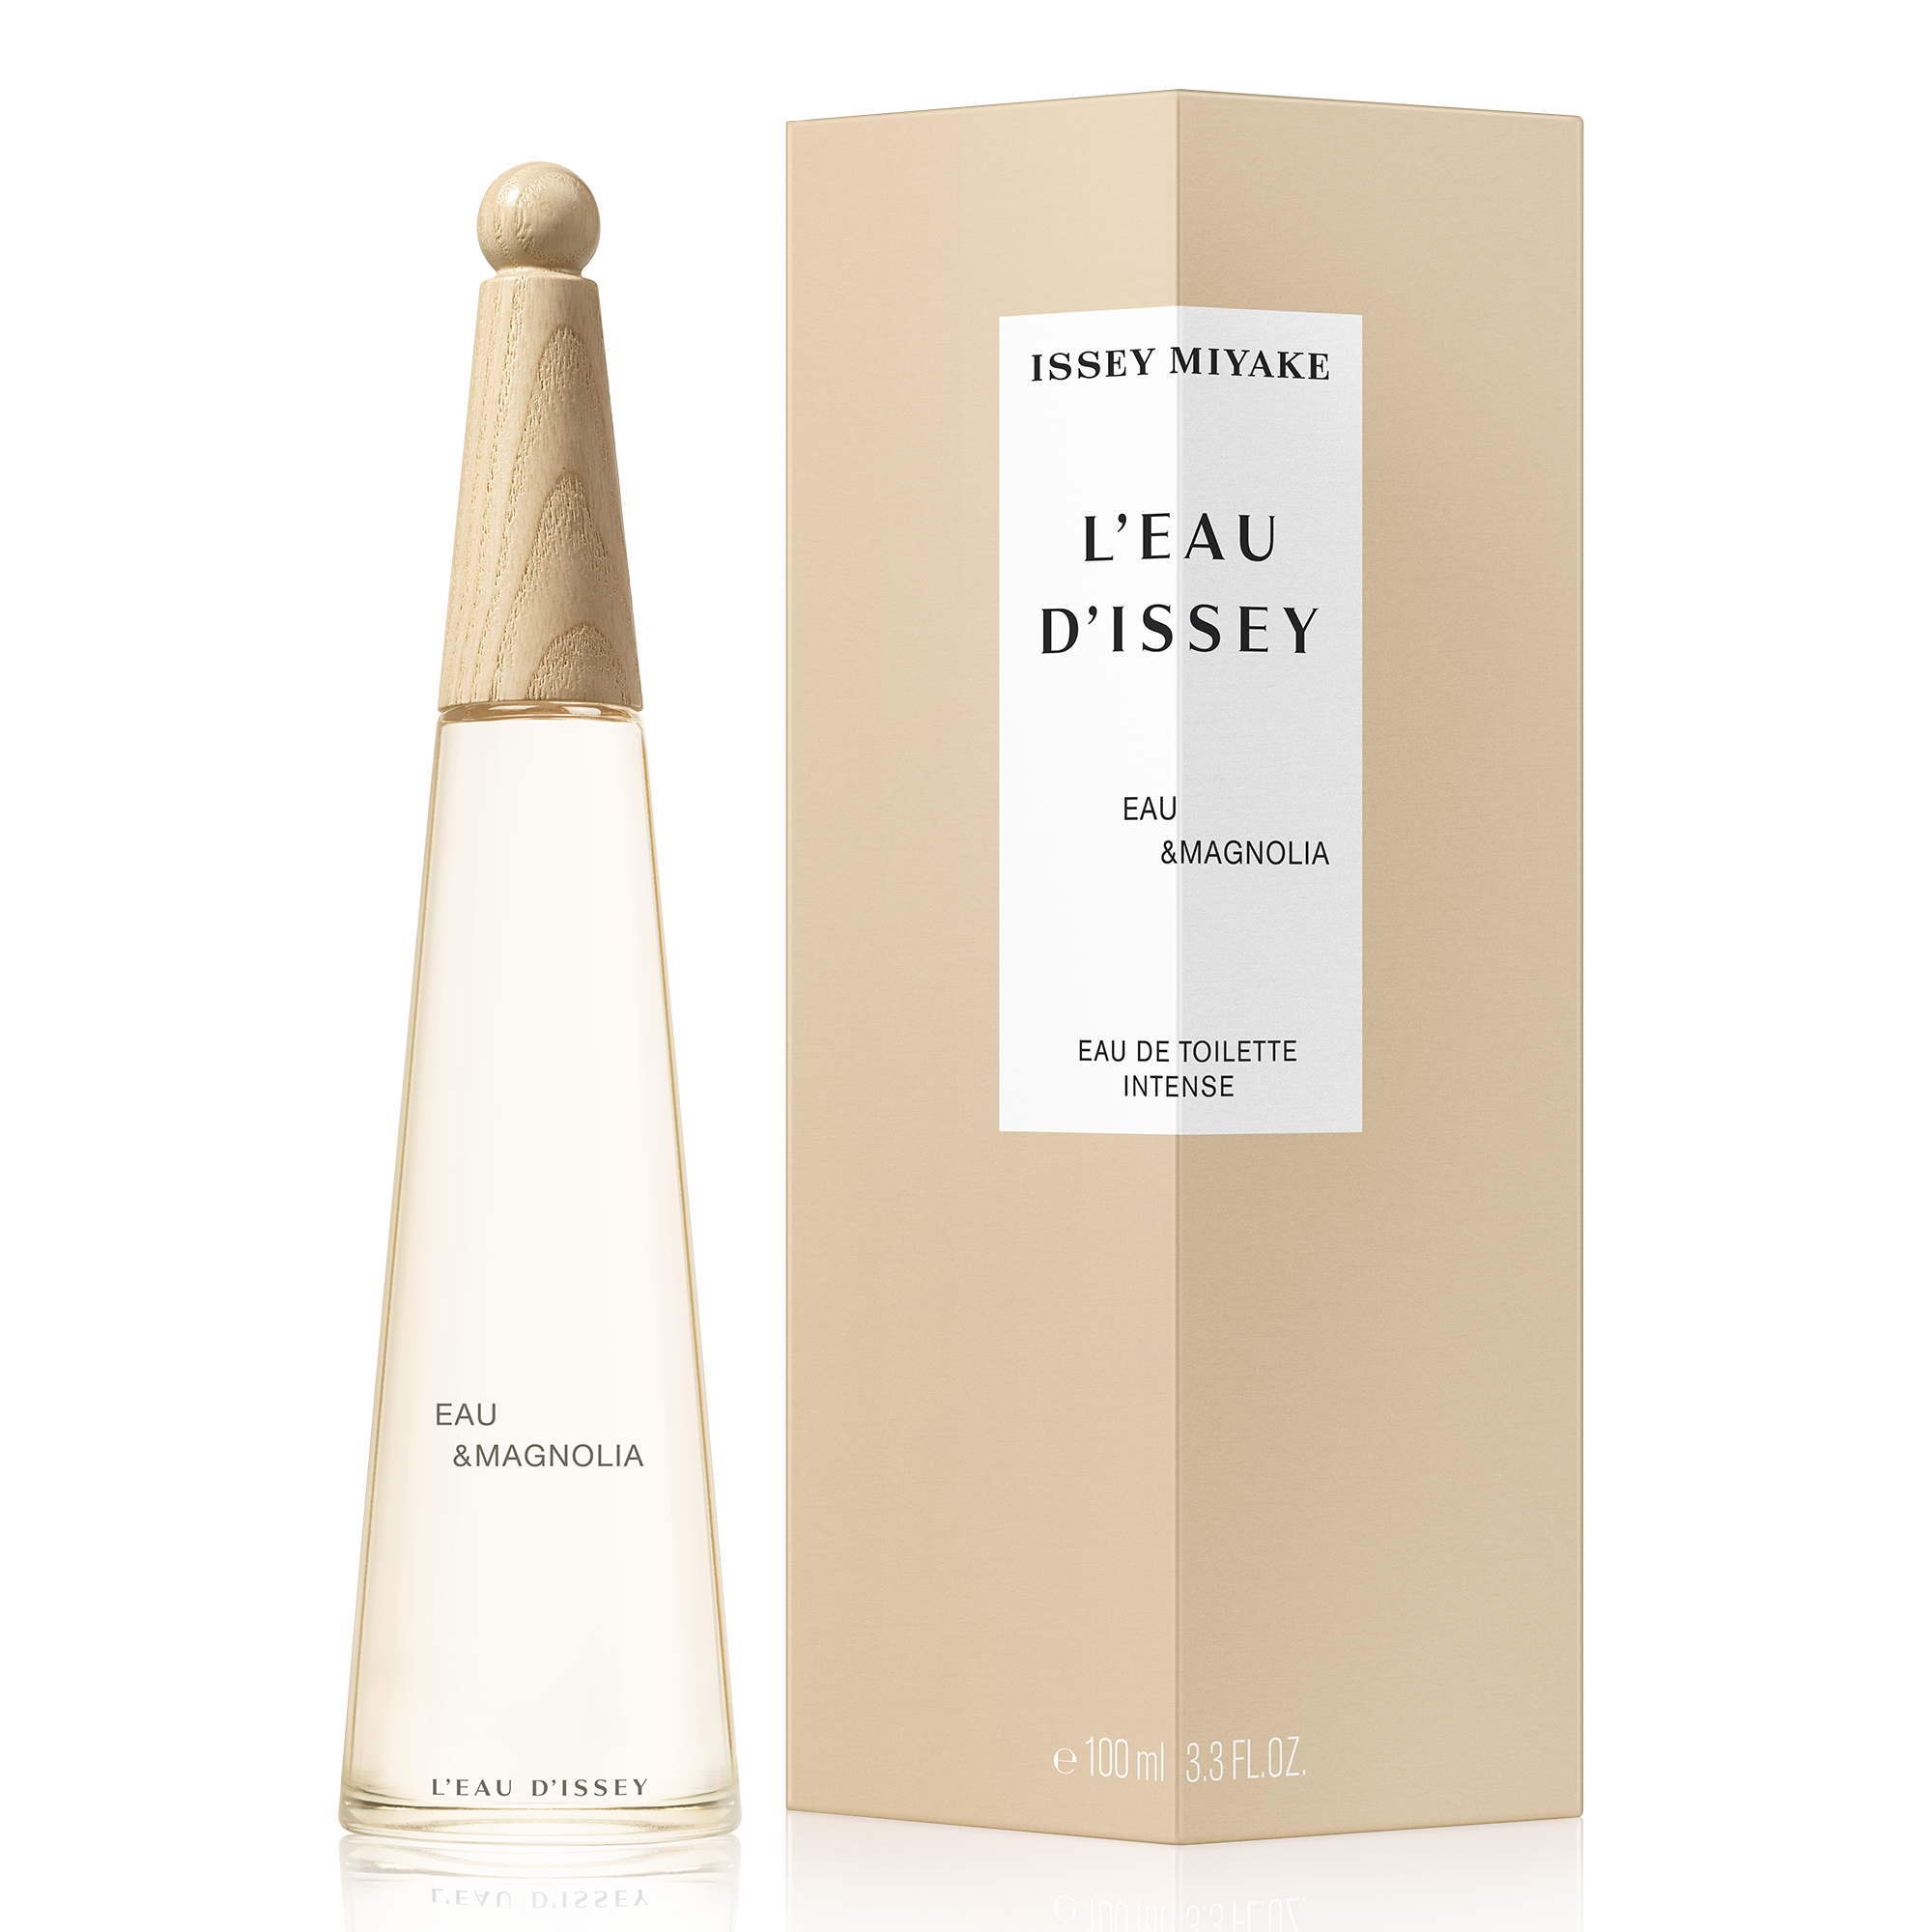 ISSEY MIYAKE
L'EAU
D'ISSEY
EAU
&MAGNOLIA
EAU DE TOILETTE
INTENSE
℮ 100 ml 3.3 FL.OZ.
EAU
&MAGNOLIA
L'EAU D'ISSEY